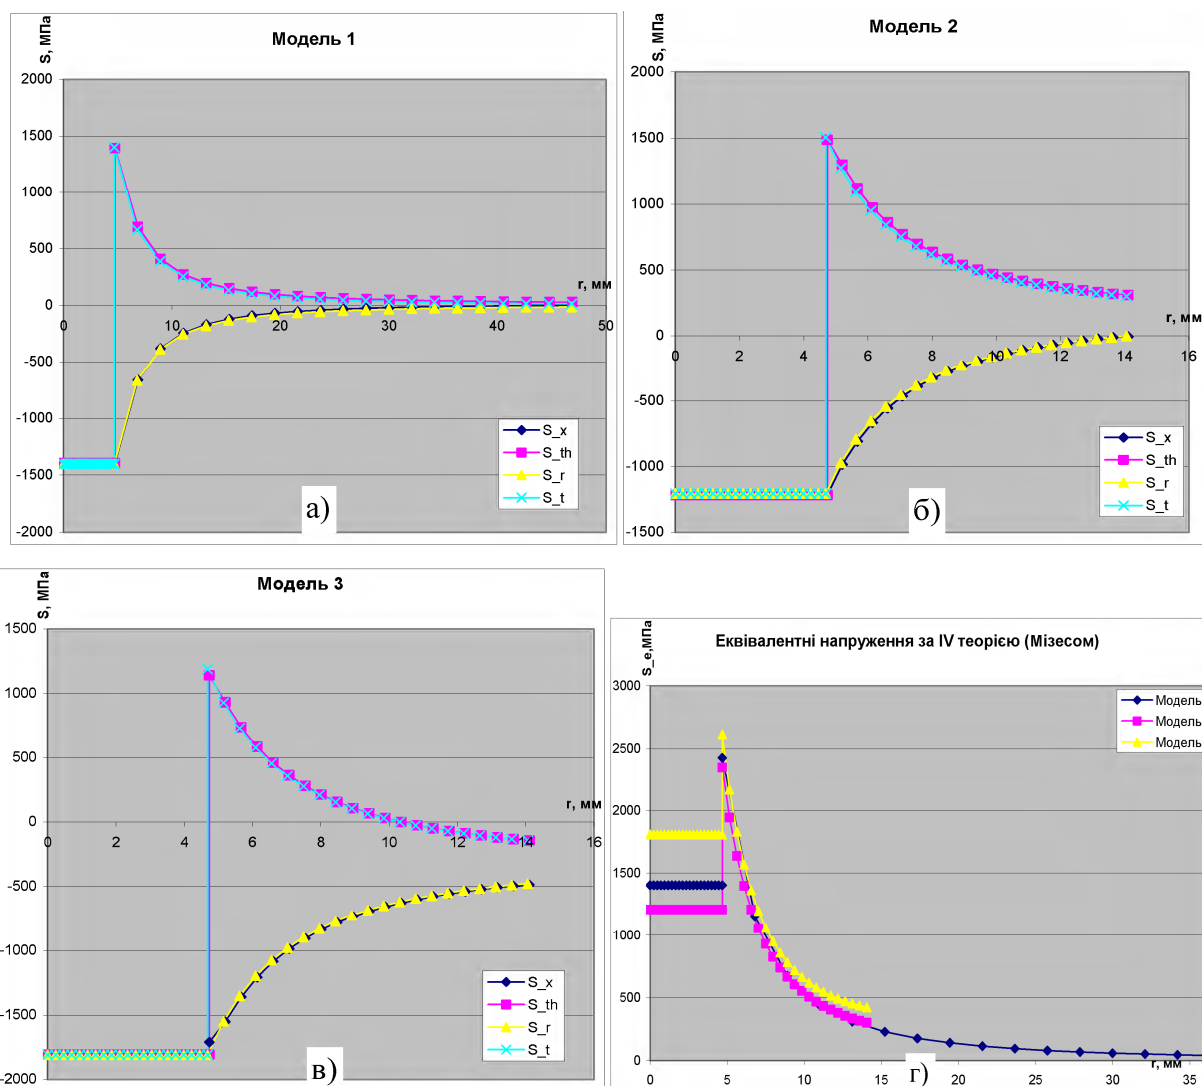 Модель 1
S, МПа
2000
1500
1000
500
0
-500
-1000
-1500
-2000
0
10
20
30
40
50
r, мм
S_x
S_th
S_r
S_t
а)
Модель 2
S, МПа
2000
1500
1000
500
0
-500
-1000
-1500
0
2
4
6
8
10
12
14
16
r, мм
S_x
S_th
S_r
S_t
б)
Модель 3
S, МПа
1500
1000
500
0
-500
-1000
-1500
-2000
0
2
4
6
8
10
12
14
16
r, мм
S_x
S_th
S_r
S_t
в)
Еквівалентні напруження за IV теорією (Мізесом)
S_e,МПа
3000
2500
2000
1500
1000
500
0
0
5
10
15
20
25
30
35
r, мм
Модель
Модель
Модель
г)